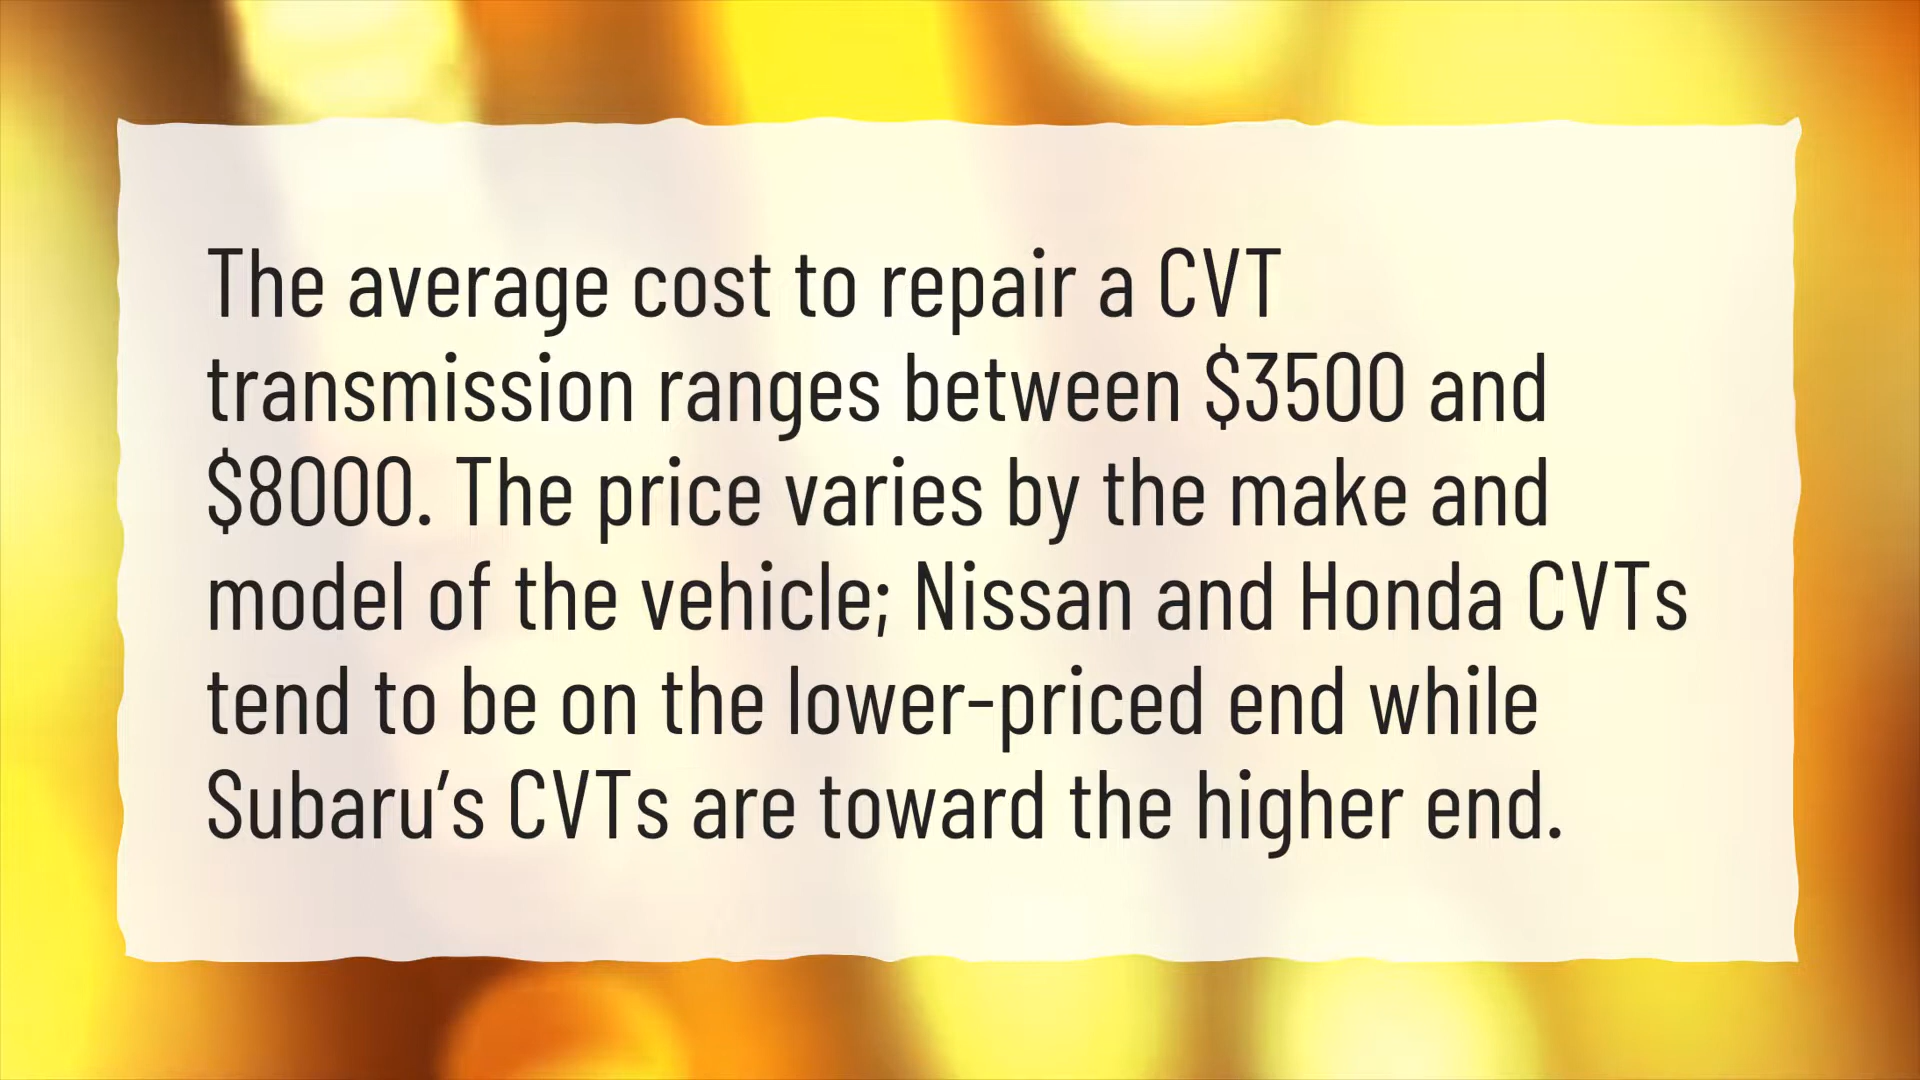 The average cost to repair a CVT
transmission ranges between $3500 and
$8000. The price varies by the make and
model of the vehicle; Nissan and Honda CVTs
tend to be on the lower-priced end while
Subaru’s CVTs are toward the higher end.